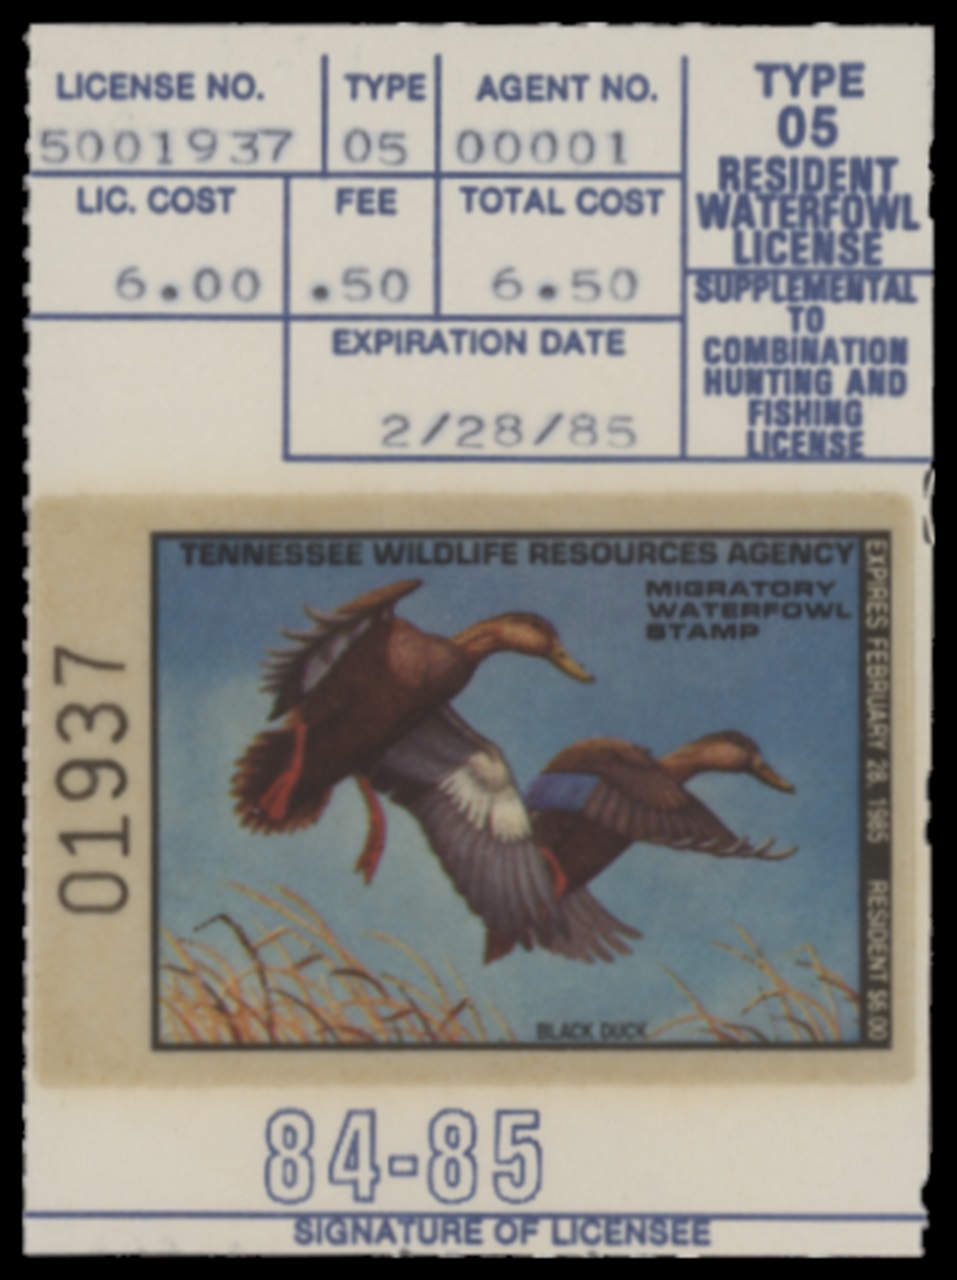 LICENSE NO. TYPE AGENT NO.
5001937 05 00001
LIC. COST FEE TOTAL COST
6.00 .50 6.50
EXPIRATION DATE
2/28/85
TYPE
05
RESIDENT
WATERFOWL
LICENSE
SUPPLEMENTAL
TO
COMBINATION
HUNTING AND
FISHING
LICENSE
01937
TENNESSEE WILDLIFE RESOURCES AGENCY
MIGRATORY
WATERFOWL
STAMP
EXPIRES FEBRUARY 28, 1985 RESIDENT $6.00
BLACK DUCK
84-85
SIGNATURE OF LICENSEE